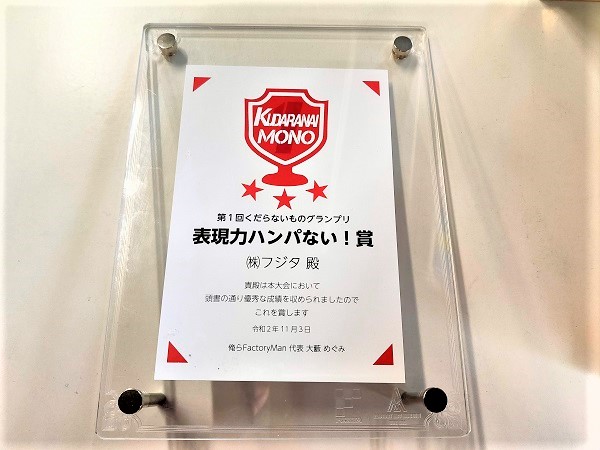 KUDARANAI
MONO
第1回くだらないものグランプリ
表現力ハンパない！賞
㈱フジタ 殿
貴殿は本大会において
頭書の通り優秀な成績を収められましたので
これを賞します
令和2年11月3日
俺らFactoryMan 代表 大藪 めぐみ